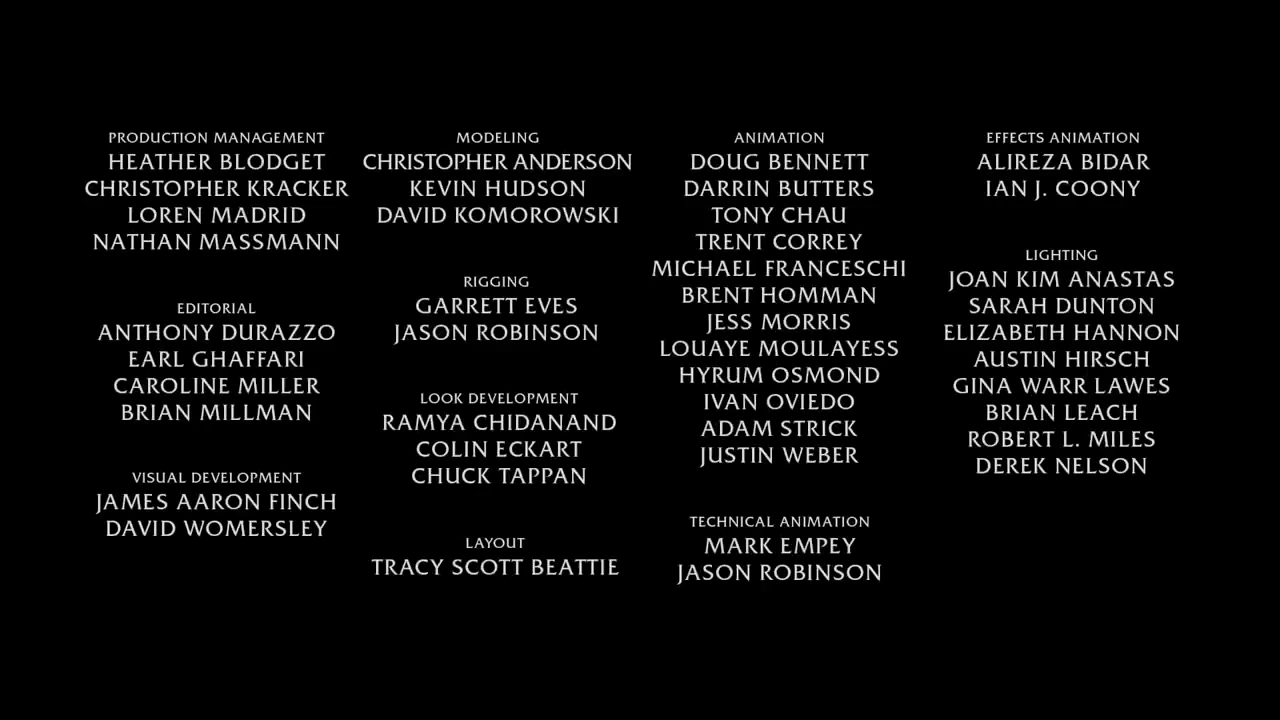 PRODUCTION MANAGEMENT
HEATHER BLODGET
CHRISTOPHER KRACKER
LOREN MADRID
NATHAN MASSMANN
EDITORIAL
ANTHONY DURAZZO
EARL GHAFFARI
CAROLINE MILLER
BRIAN MILLMAN
VISUAL DEVELOPMENT
JAMES AARON FINCH
DAVID WOMERSLEY
MODELING
CHRISTOPHER ANDERSON
KEVIN HUDSON
DAVID KOMOROWSKI
RIGGING
GARRETT EVES
JASON ROBINSON
LOOK DEVELOPMENT
RAMYA CHIDANAND
COLIN ECKART
CHUCK TAPPAN
LAYOUT
TRACY SCOTT BEATTIE
ANIMATION
DOUG BENNETT
DARRIN BUTTERS
TONY CHAU
TRENT CORREY
MICHAEL FRANCESCHI
BRENT HOMMAN
JESS MORRIS
LOUAYE MOULAYESS
HYRUM OSMOND
IVAN OVIEDO
ADAM STRICK
JUSTIN WEBER
TECHNICAL ANIMATION
MARK EMPEY
JASON ROBINSON
EFFECTS ANIMATION
ALIREZA BIDAR
IAN J. COONY
LIGHTING
JOAN KIM ANASTAS
SARAH DUNTON
ELIZABETH HANNON
AUSTIN HIRSCH
GINA WARR LAWES
BRIAN LEACH
ROBERT L. MILES
DEREK NELSON